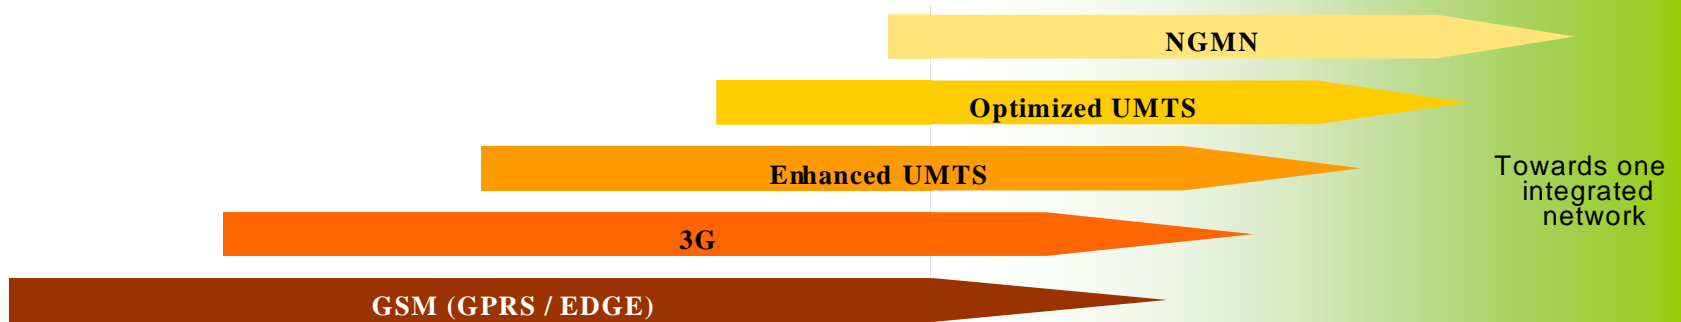 NGMN
Optimized UMTS
Enhanced UMTS
Towards one
integrated
network
3G
GSM (GPRS / EDGE)